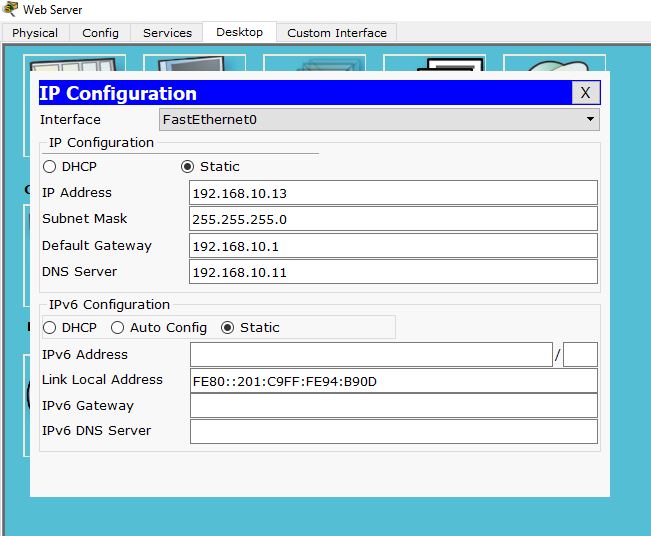 Web Server
Physical Config Services Desktop Custom Interface
IP Configuration X
Interface FastEthernet0
IP Configuration
DHCP Static
IP Address 192.168.10.13
Subnet Mask 255.255.255.0
Default Gateway 192.168.10.1
DNS Server 192.168.10.11
IPv6 Configuration
DHCP Auto Config Static
IPv6 Address /
Link Local Address FE80::201:C9FF:FE94:B90D
IPv6 Gateway
IPv6 DNS Server